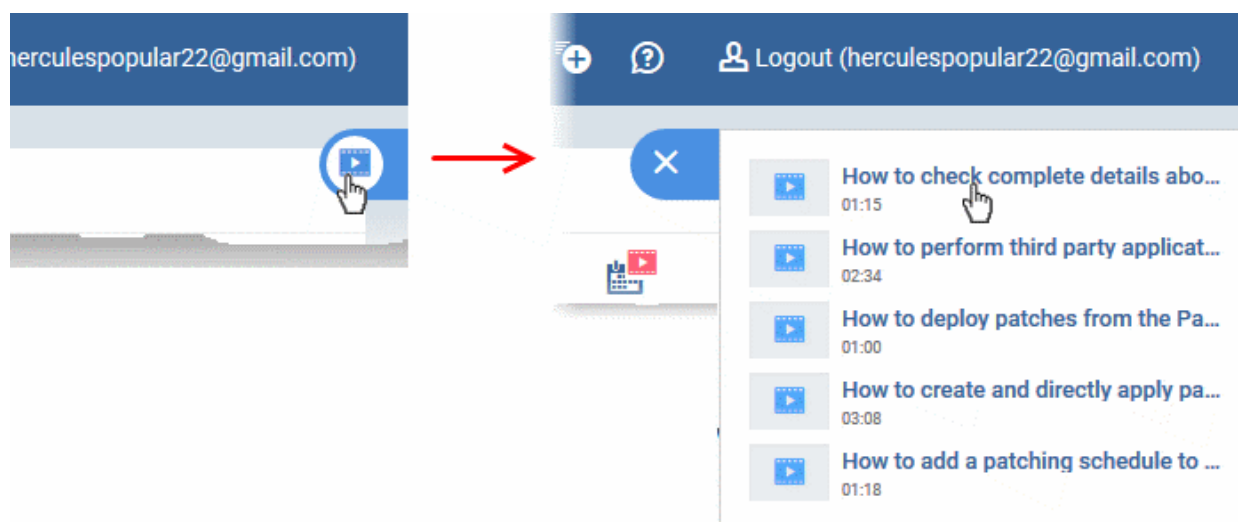 herculespopular22@gmail.com)
Logout (herculespopular22@gmail.com)
How to check complete details abo...
01:15
How to perform third party applicat...
02:34
How to deploy patches from the Pa...
01:00
How to create and directly apply pa...
03:08
How to add a patching schedule to ...
01:18